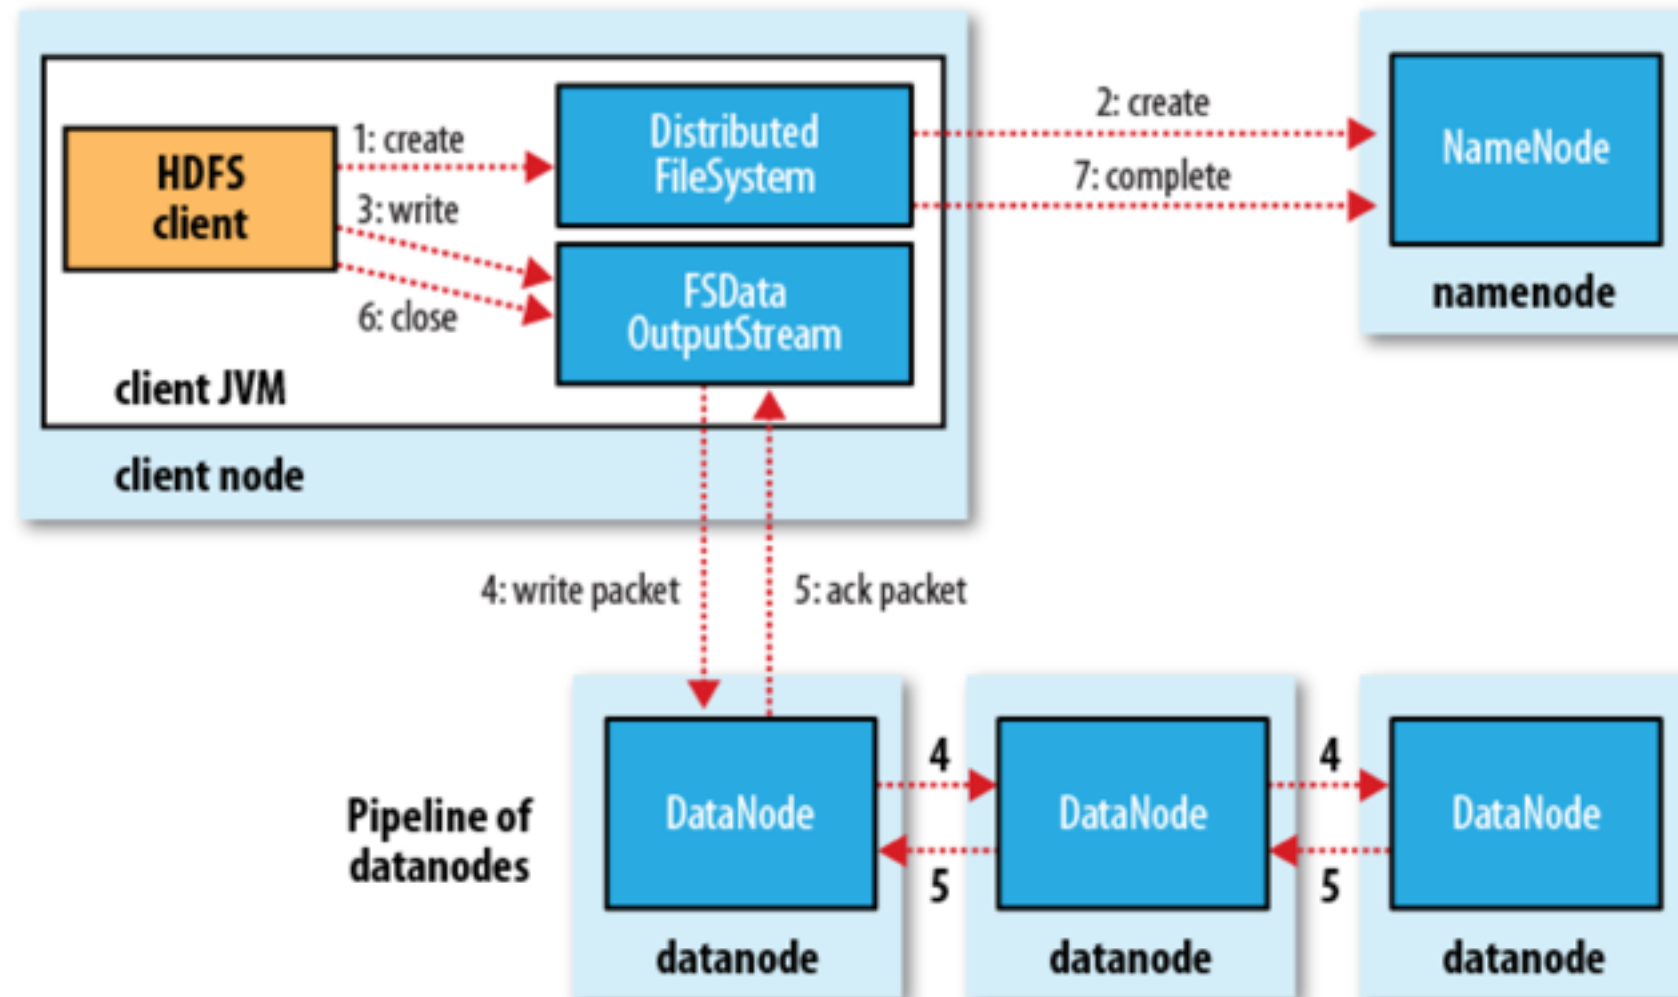 HDFS
client
1: create
3: write
6: close
Distributed
FileSystem
FSData
OutputStream
client JVM
client node
2: create
7: complete
NameNode
namenode
4: write packet
5: ack packet
Pipeline of
datanodes
DataNode
datanode
4
5
DataNode
datanode
4
5
DataNode
datanode